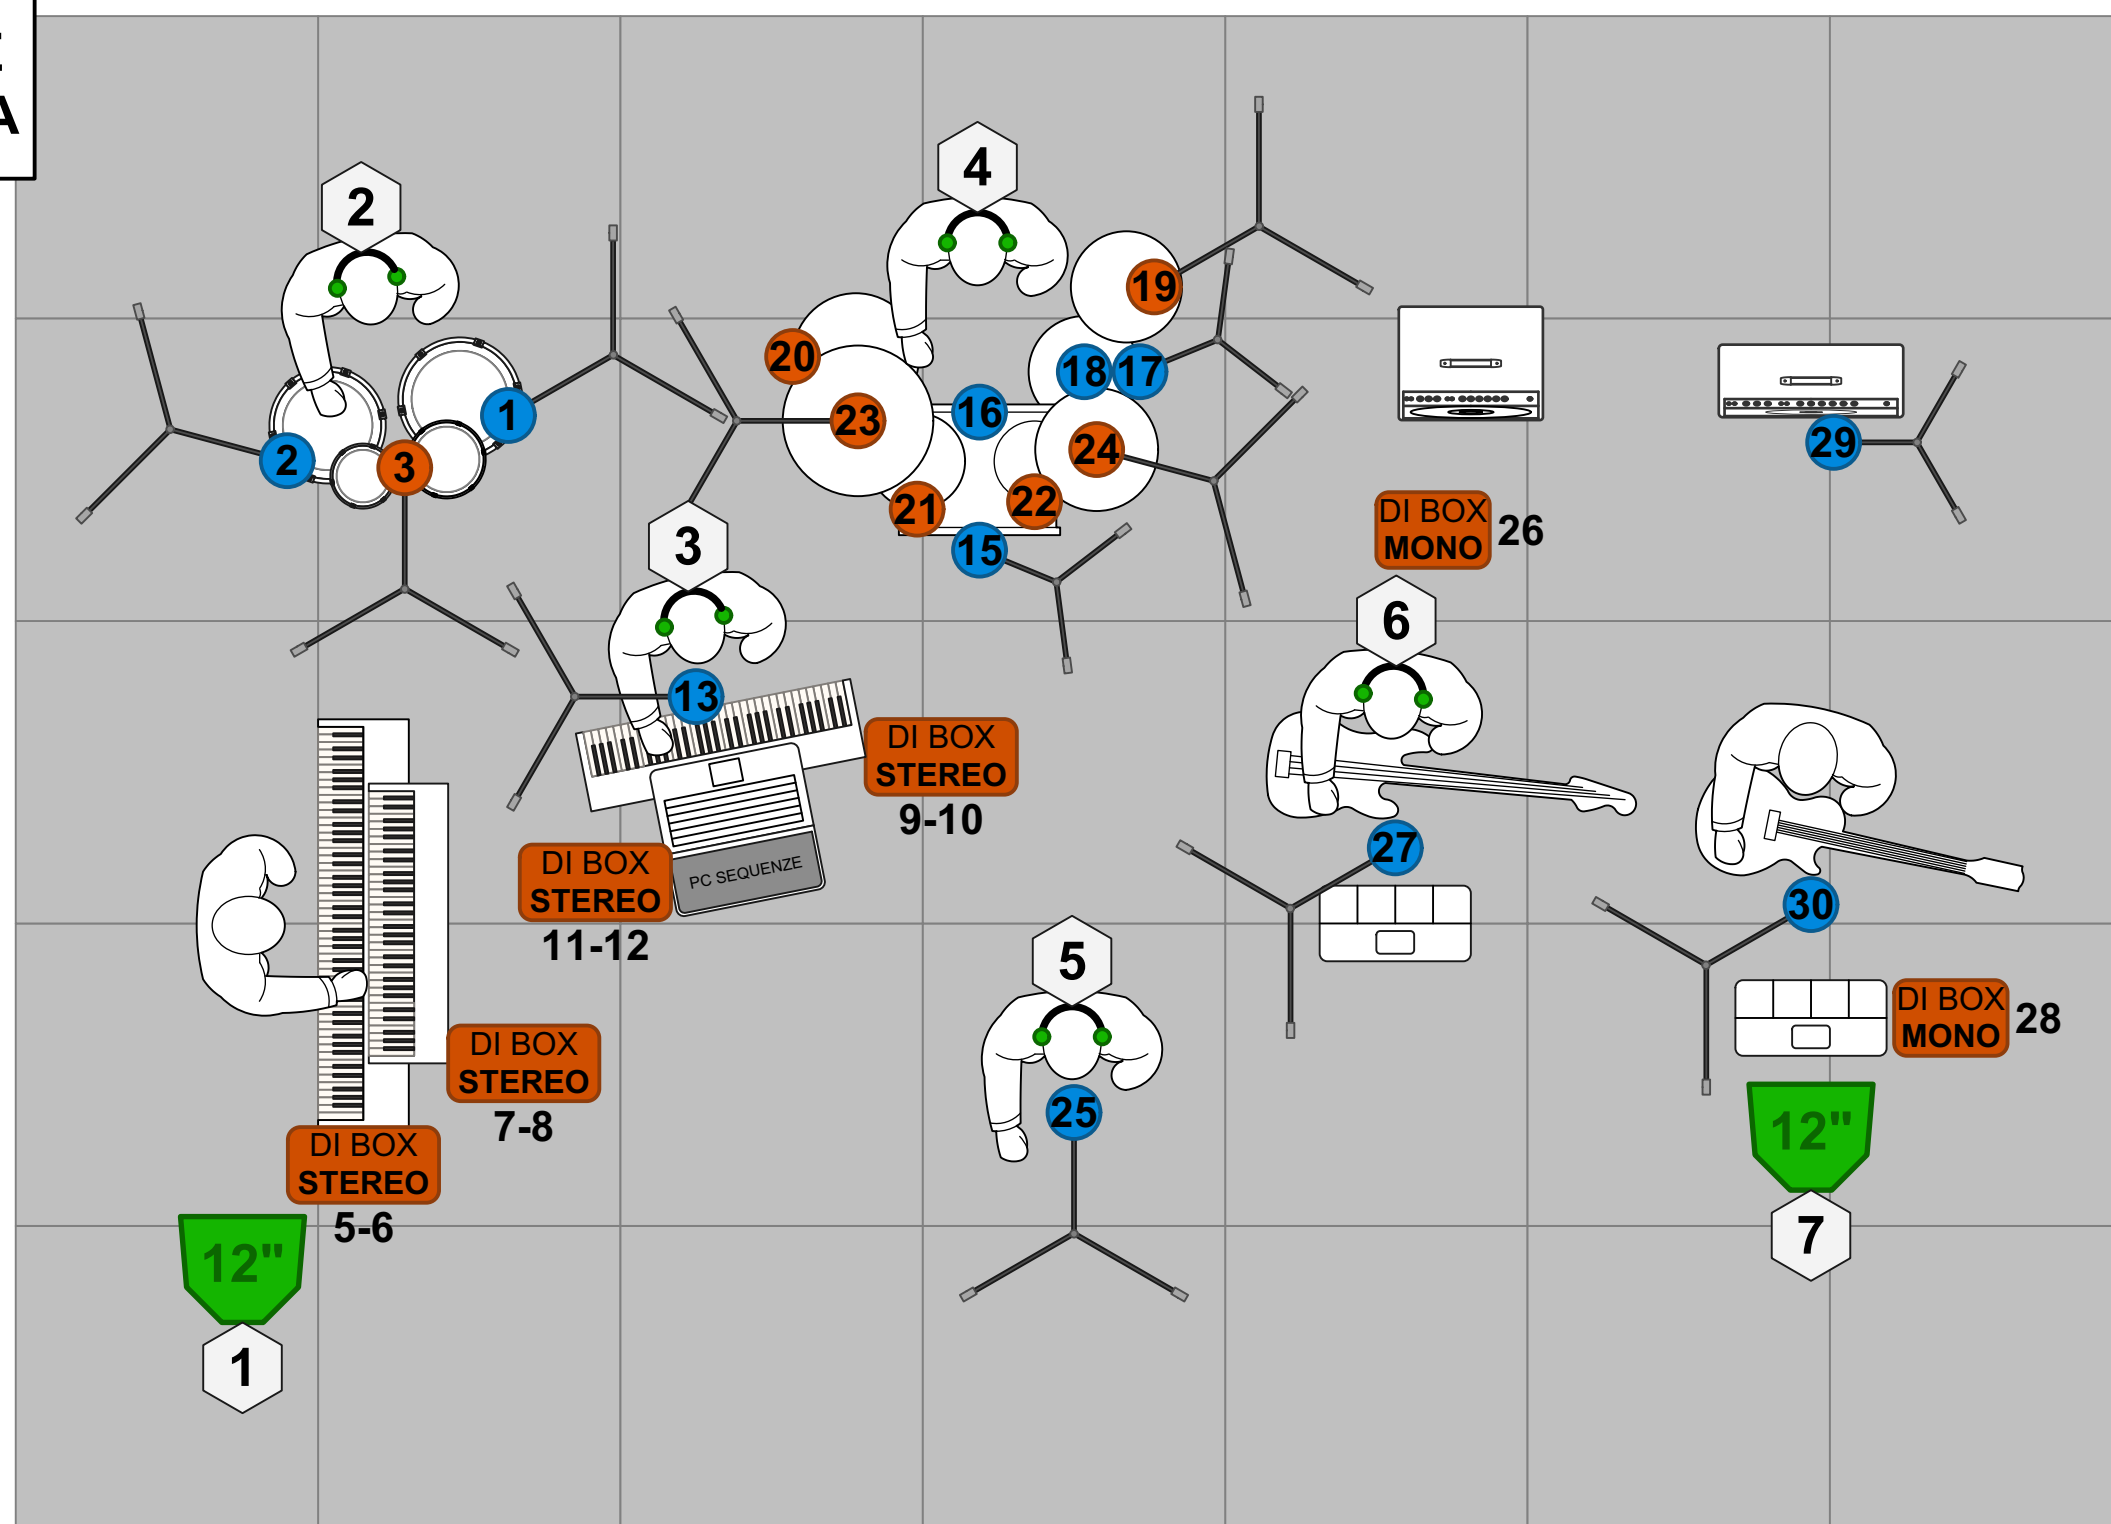 A
4
2
19
20
18
17
1
16
23
29
24
2
3
21
22
DI BOX
MONO
26
3
15
6
13
DI BOX
STEREO
9-10
27
DI BOX
STEREO
11-12
PC SEQUENZE
30
5
DI BOX
MONO
28
DI BOX
STEREO
7-8
25
12"
DI BOX
STEREO
5-6
7
12"
1